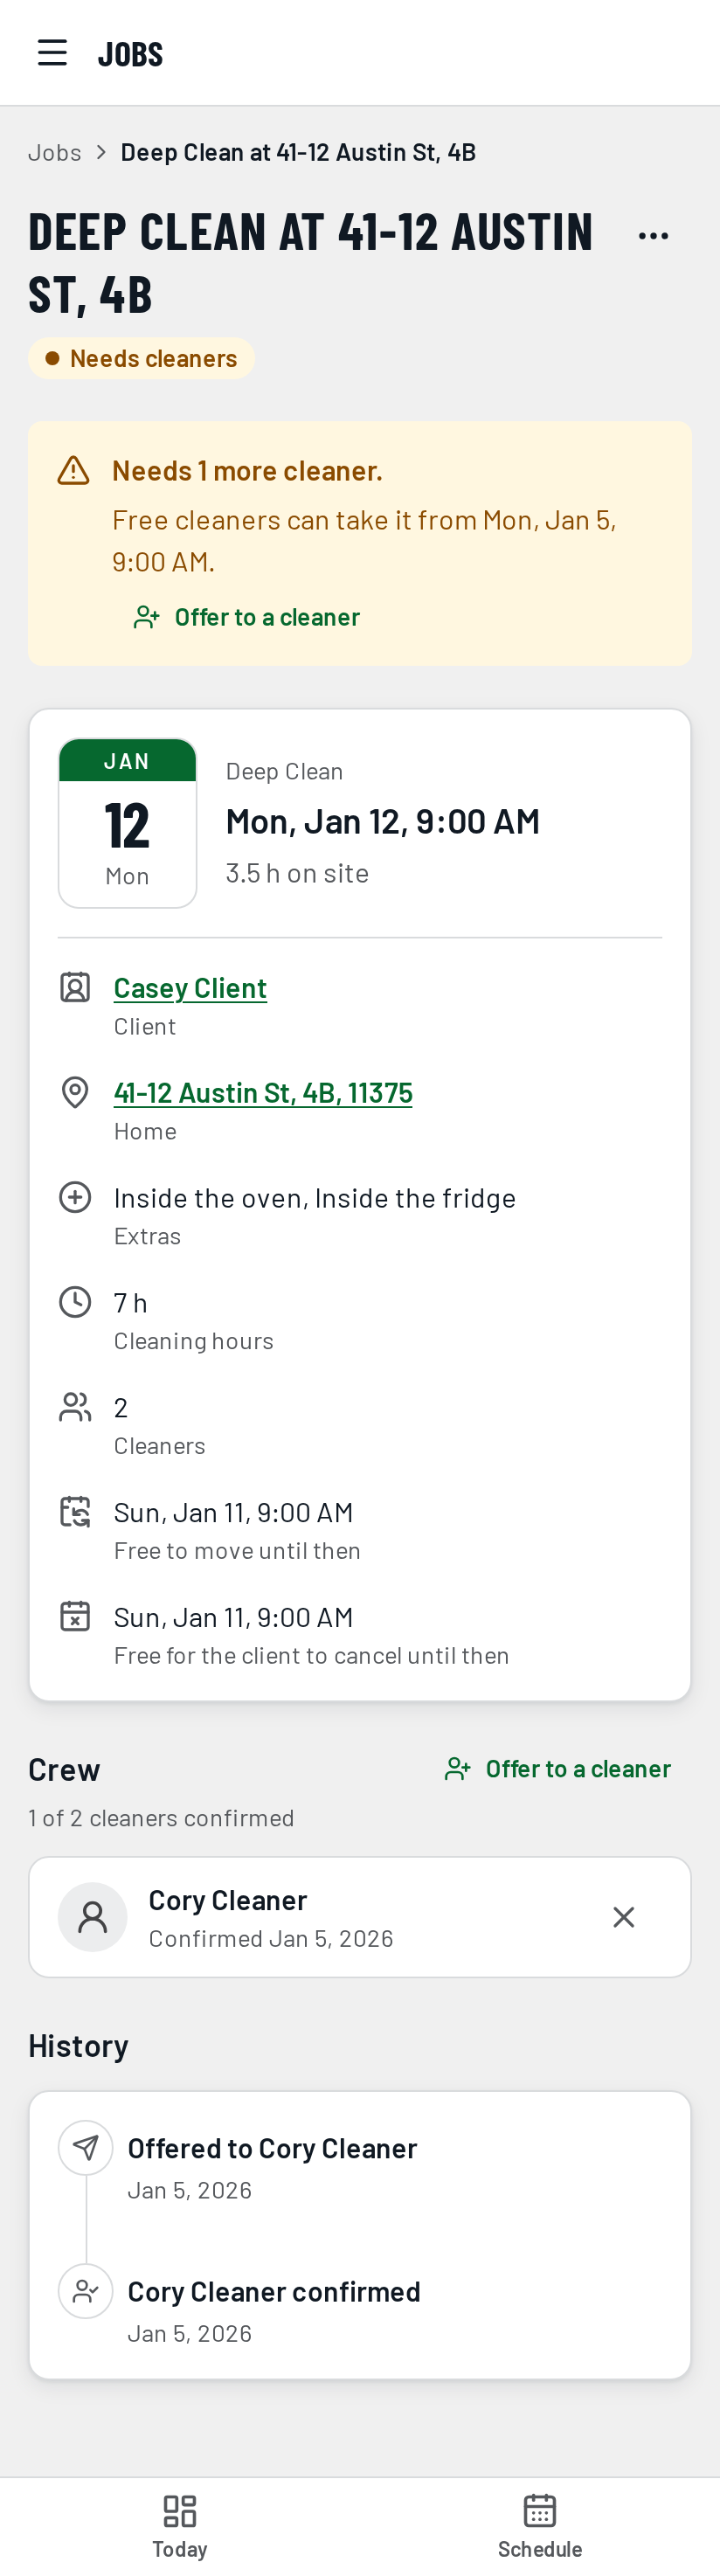 JOBS
Jobs > Deep Clean at 41-12 Austin St, 4B
DEEP CLEAN AT 41-12 AUSTIN
ST, 4B
Needs cleaners
Needs 1 more cleaner.
Free cleaners can take it from Mon, Jan 5,
9:00 AM.
Offer to a cleaner
JAN
12
Mon
Deep Clean
Mon, Jan 12, 9:00 AM
3.5 h on site
Casey Client
Client
41-12 Austin St, 4B, 11375
Home
Inside the oven, Inside the fridge
Extras
7 h
Cleaning hours
2
Cleaners
Sun, Jan 11, 9:00 AM
Free to move until then
Sun, Jan 11, 9:00 AM
Free for the client to cancel until then
Crew
Offer to a cleaner
1 of 2 cleaners confirmed
Cory Cleaner
Confirmed Jan 5, 2026
History
Offered to Cory Cleaner
Jan 5, 2026
Cory Cleaner confirmed
Jan 5, 2026
Today
Schedule